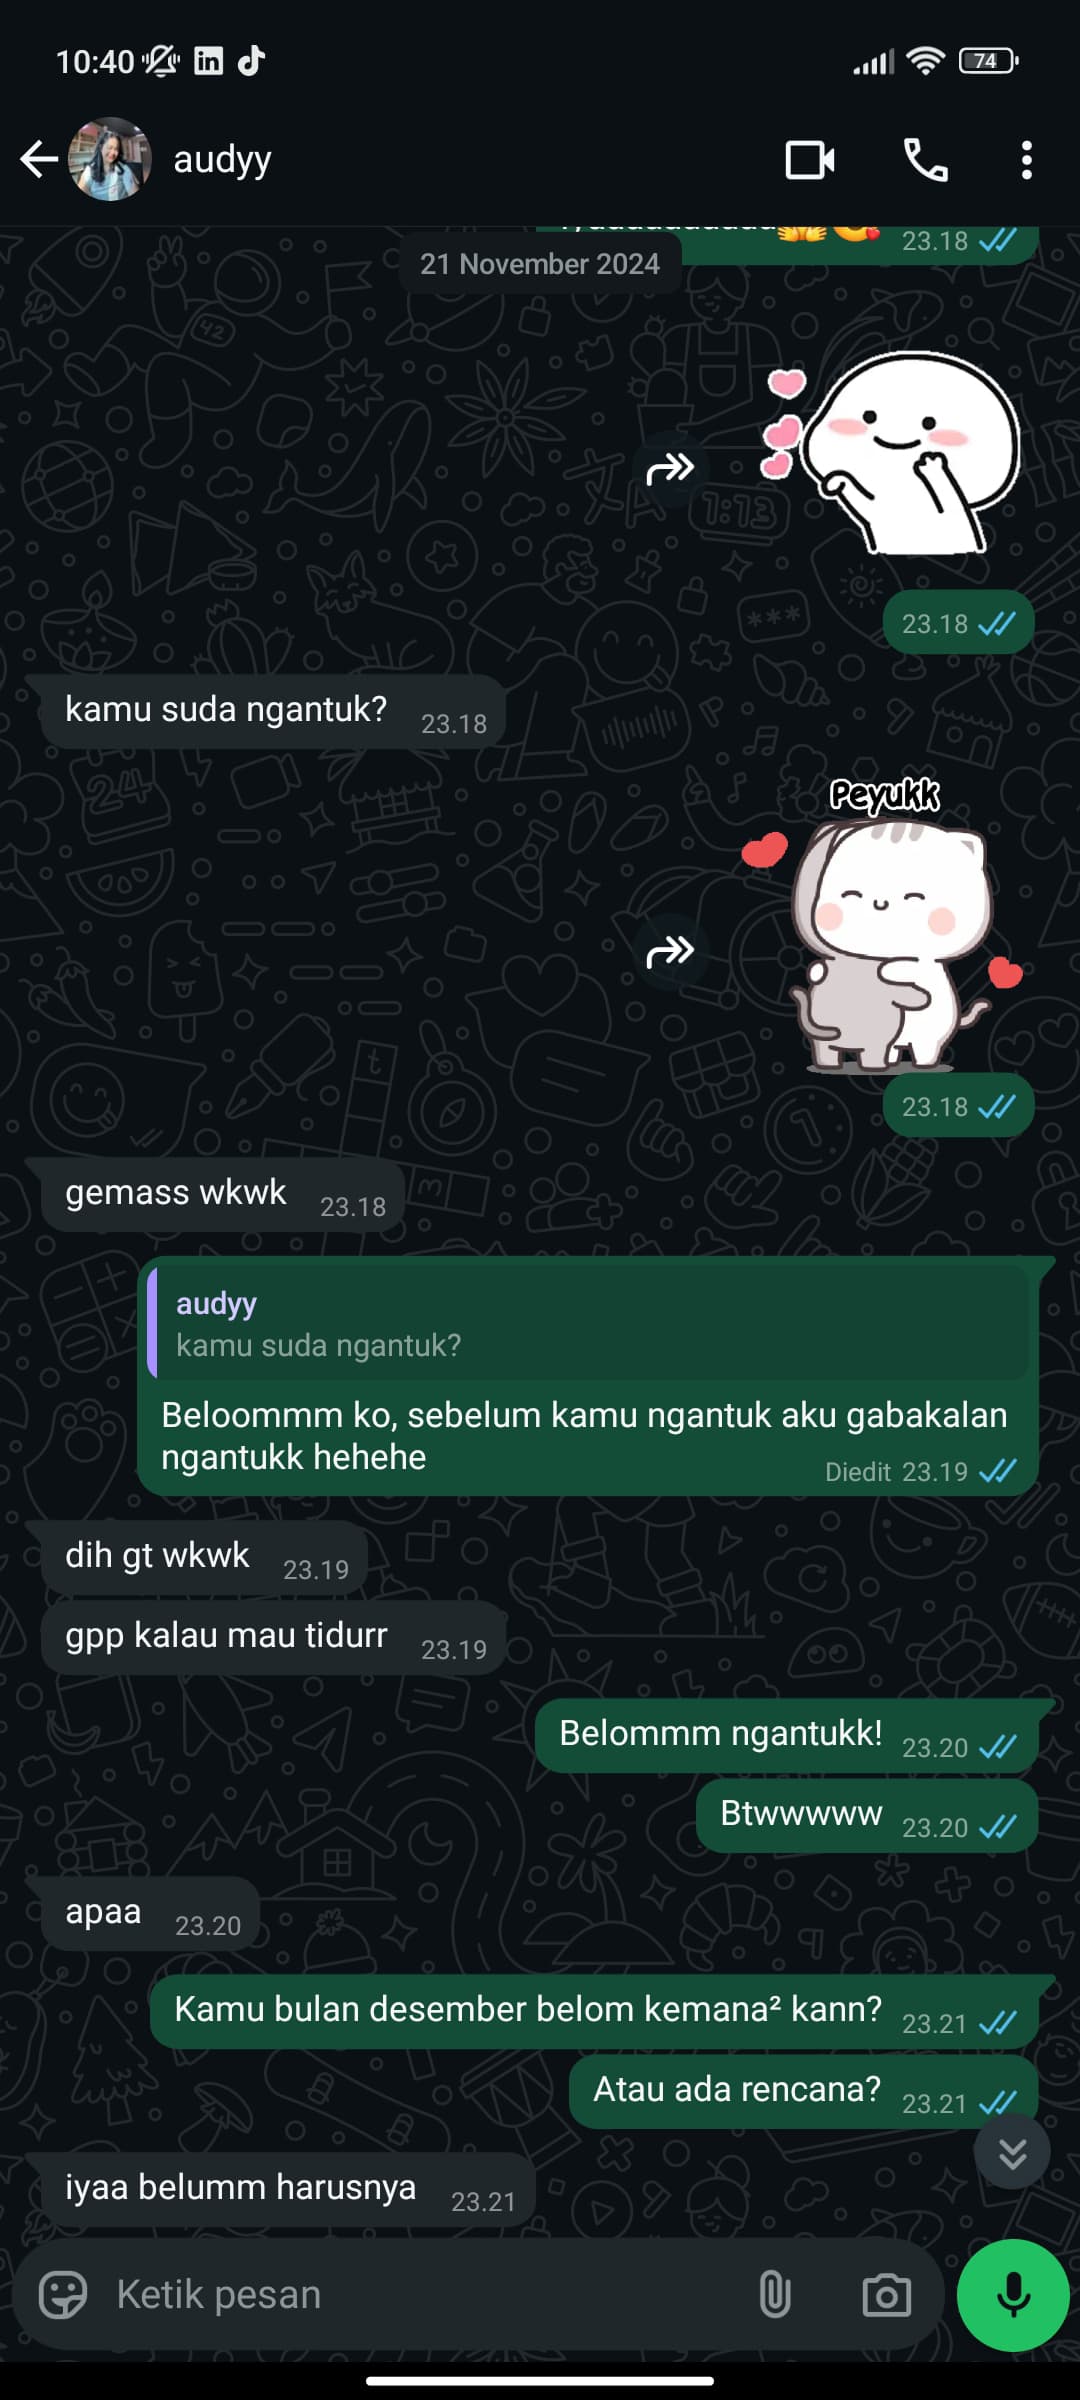 10:40
74
audyy
23.18
21 November 2024
23.18
kamu suda ngantuk? 23.18
Peyukk
23.18
gemass wkwk 23.18
audyy
kamu suda ngantuk?
Beloommm ko, sebelum kamu ngantuk aku gabakalan
ngantukk hehehe
Diedit 23.19
dih gt wkwk 23.19
gpp kalau mau tidurr 23.19
Belommm ngantukk! 23.20
Btwwwww 23.20
apaa 23.20
Kamu bulan desember belom kemana² kann? 23.21
Atau ada rencana? 23.21
iyaa belumm harusnya 23.21
Ketik pesan